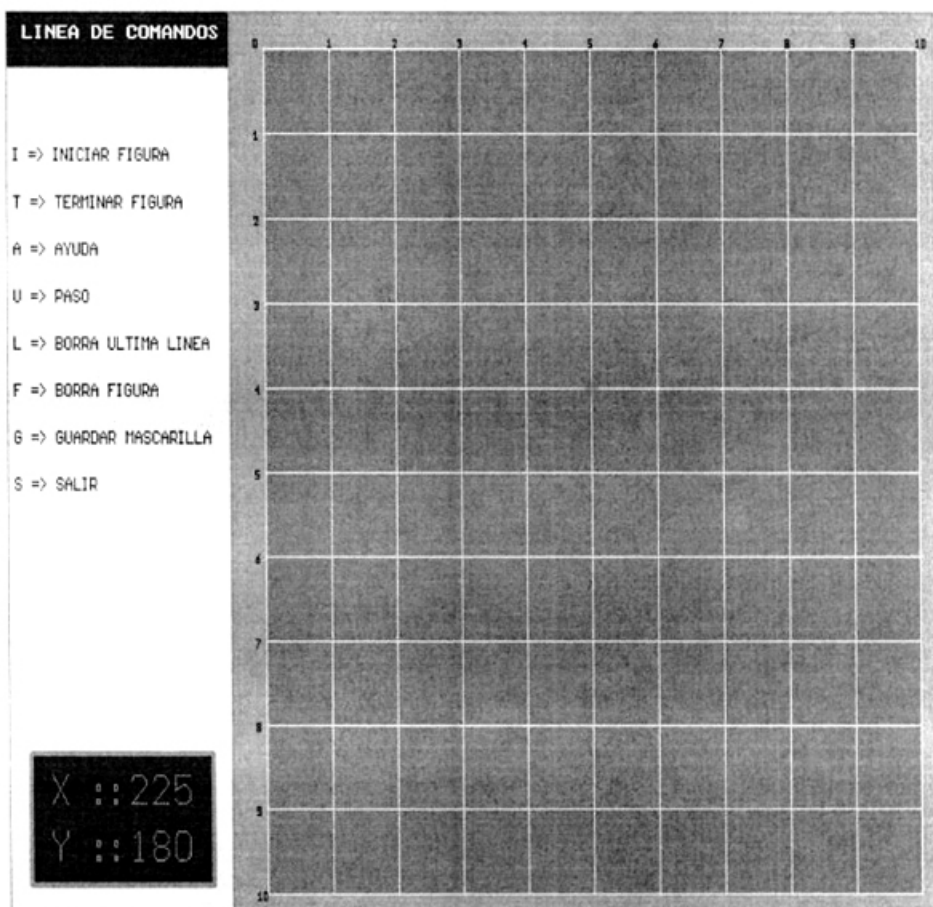 LINEA DE COMANDOS
I => INICIAR FIGURA
T => TERMINAR FIGURA
A => AYUDA
U => PASO
L => BORRA ULTIMA LINEA
F => BORRA FIGURA
G => GUARDAR MASCARILLA
S => SALIR
X ::225
Y ::180
0 1 2 3 4 5 6 7 8 9 10
1
2
3
4
5
6
7
8
9
10